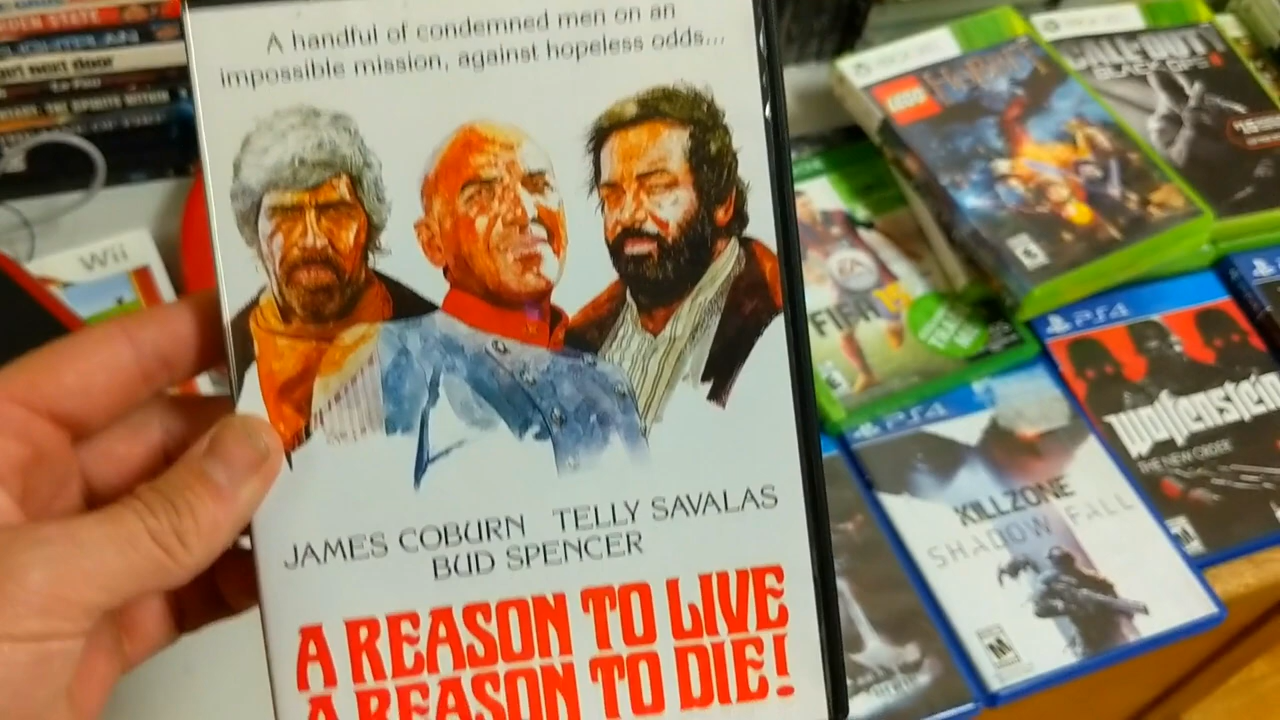 A handful of condemned men on an
impossible mission, against hopeless odds...
JAMES COBURN TELLY SAVALAS
BUD SPENCER
A REASON TO LIVE
A REASON TO DIE!
Wii
LEGO
CALL OF DUTY
BLACK OPS II
EA
FIFA 15
PS4
Wolfenstein
THE NEW ORDER
PS4
KILLZONE
SHADOW FALL
M